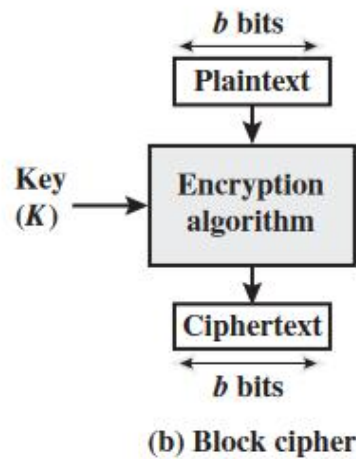 b bits
Plaintext
Key
(K)
Encryption
algorithm
Ciphertext
b bits
(b) Block cipher